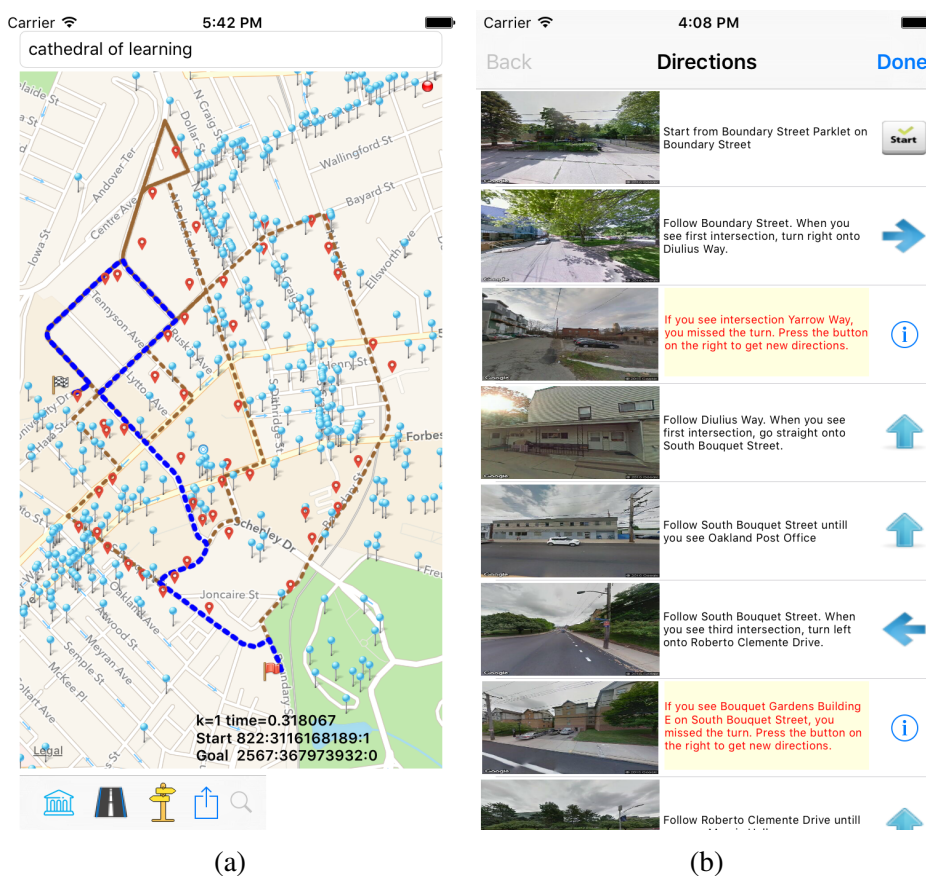 Carrier 5:42 PM
cathedral of learning
N Craig St
Dollar St
Wallingford St
Andover Ter
Bayard St
Centre Ave
Iowa St
Ellsworth Ave
Tennyson Ave
Ruskin Ave
Henry St
Lytton Ave
S Dithridge St
Forbes
Schenley Dr
Joncaire St
Oakland Ave
Atwood St
Meyran Ave
Semple St
McKee Pl
Coltart Ave
Boundary S
k=1 time=0.318067
Start 822:3116168189:1
Goal 2567:367973932:0
Legal
(a)
Carrier 4:08 PM
Back Directions Done
Start from Boundary Street Parklet on
Boundary Street
Start
Follow Boundary Street. When you
see first intersection, turn right onto
Diulius Way.
If you see intersection Yarrow Way,
you missed the turn. Press the button
on the right to get new directions.
i
Follow Diulius Way. When you see
first intersection, go straight onto
South Bouquet Street.
Follow South Bouquet Street untill
you see Oakland Post Office
Follow South Bouquet Street. When
you see third intersection, turn left
onto Roberto Clemente Drive.
If you see Bouquet Gardens Building
E on South Bouquet Street, you
missed the turn. Press the button on
the right to get new directions.
i
Follow Roberto Clemente Drive untill
(b)